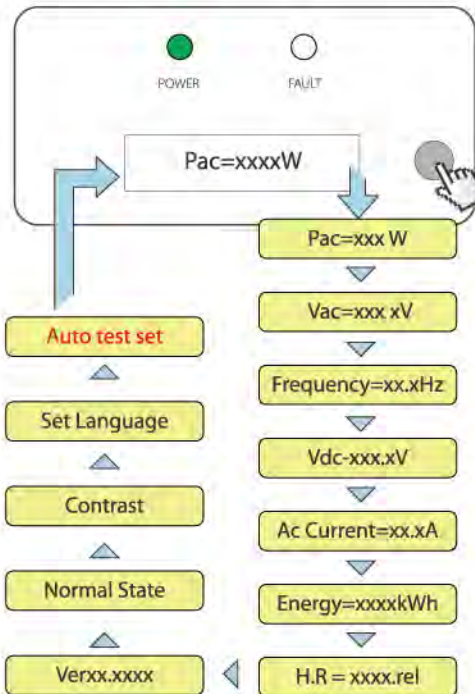 POWER
FAULT
Pac=xxxxW
Pac=xxx W
Vac=xxx xV
Frequency=xx.xHz
Vdc-xxx.xV
Ac Current=xx.xA
Energy=xxxxkWh
H.R = xxxx.rel
Verxx.xxxx
Normal State
Contrast
Set Language
Auto test set